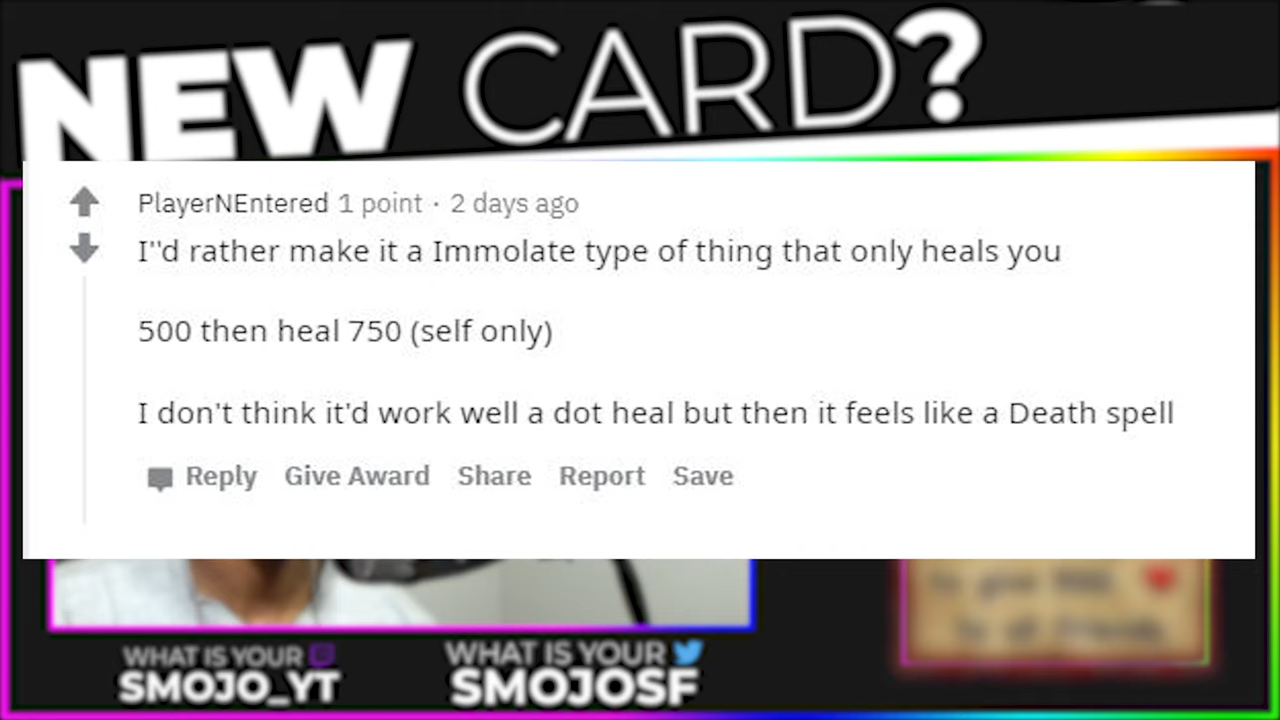 NEW CARD?
PlayerNEntered 1 point · 2 days ago
I''d rather make it a Immolate type of thing that only heals you
500 then heal 750 (self only)
I don't think it'd work well a dot heal but then it feels like a Death spell
Reply Give Award Share Report Save
WHAT IS YOUR
SMOJO_YT
WHAT IS YOUR
SMOJOSF